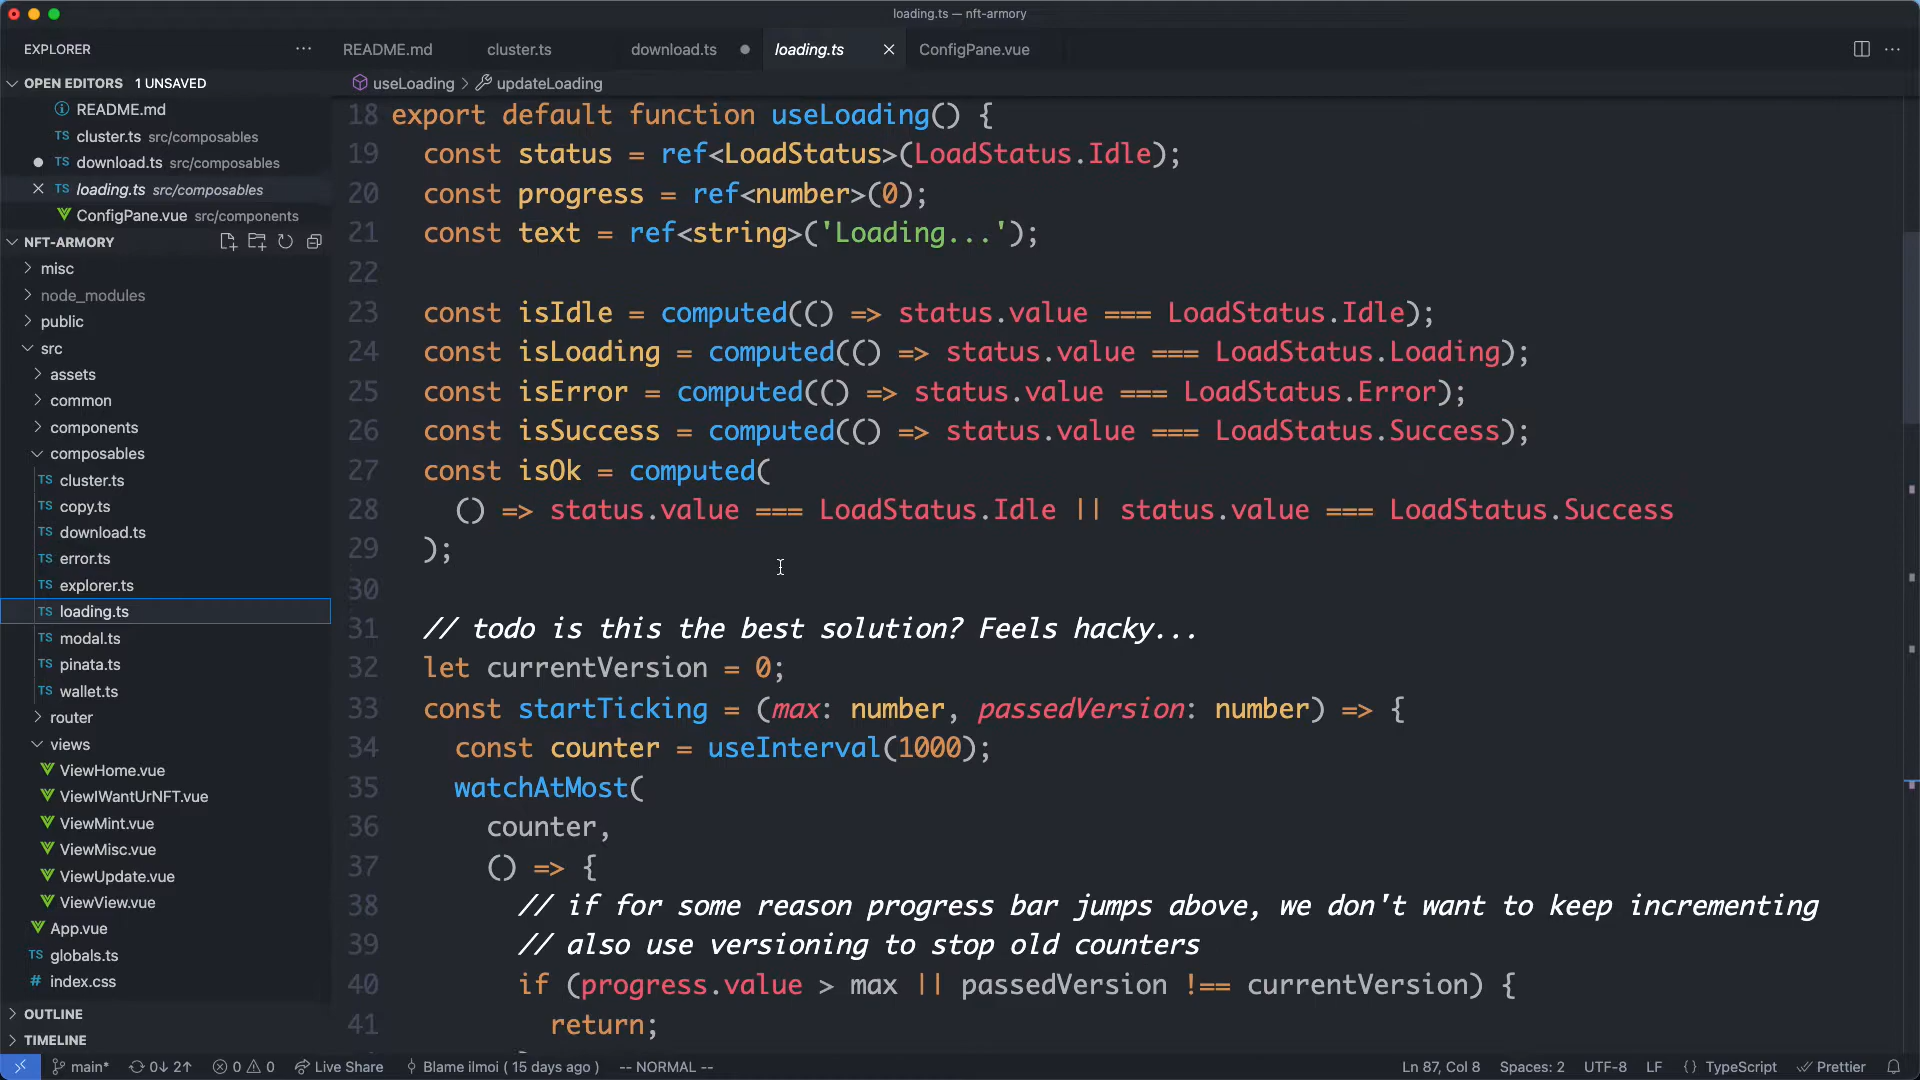 loading.ts — nft-armory
EXPLORER
README.md
cluster.ts
download.ts
loading.ts
ConfigPane.vue
OPEN EDITORS 1 UNSAVED
README.md
cluster.ts src/composables
download.ts src/composables
loading.ts src/composables
ConfigPane.vue src/components
NFT-ARMORY
misc
node_modules
public
src
assets
common
components
composables
TS cluster.ts
TS copy.ts
TS download.ts
TS error.ts
TS explorer.ts
TS loading.ts
TS modal.ts
TS pinata.ts
TS wallet.ts
router
views
ViewHome.vue
ViewIWantUrNFT.vue
ViewMint.vue
ViewMisc.vue
ViewUpdate.vue
ViewView.vue
App.vue
TS globals.ts
# index.css
OUTLINE
TIMELINE
useLoading > updateLoading
18 export default function useLoading() {
19 const status = ref<LoadStatus>(LoadStatus.Idle);
20 const progress = ref<number>(0);
21 const text = ref<string>('Loading...');
22
23 const isIdle = computed(() => status.value === LoadStatus.Idle);
24 const isLoading = computed(() => status.value === LoadStatus.Loading);
25 const isError = computed(() => status.value === LoadStatus.Error);
26 const isSuccess = computed(() => status.value === LoadStatus.Success);
27 const isOk = computed(
28 () => status.value === LoadStatus.Idle || status.value === LoadStatus.Success
29 );
30
31 // todo is this the best solution? Feels hacky...
32 let currentVersion = 0;
33 const startTicking = (max: number, passedVersion: number) => {
34 const counter = useInterval(1000);
35 watchAtMost(
36 counter,
37 () => {
38 // if for some reason progress bar jumps above, we don't want to keep incrementing
39 // also use versioning to stop old counters
40 if (progress.value > max || passedVersion !== currentVersion) {
41 return;
main* 0↓ 2↑ 0 0 Live Share Blame ilmoi ( 15 days ago ) -- NORMAL -- Ln 87, Col 8 Spaces: 2 UTF-8 LF {} TypeScript Prettier